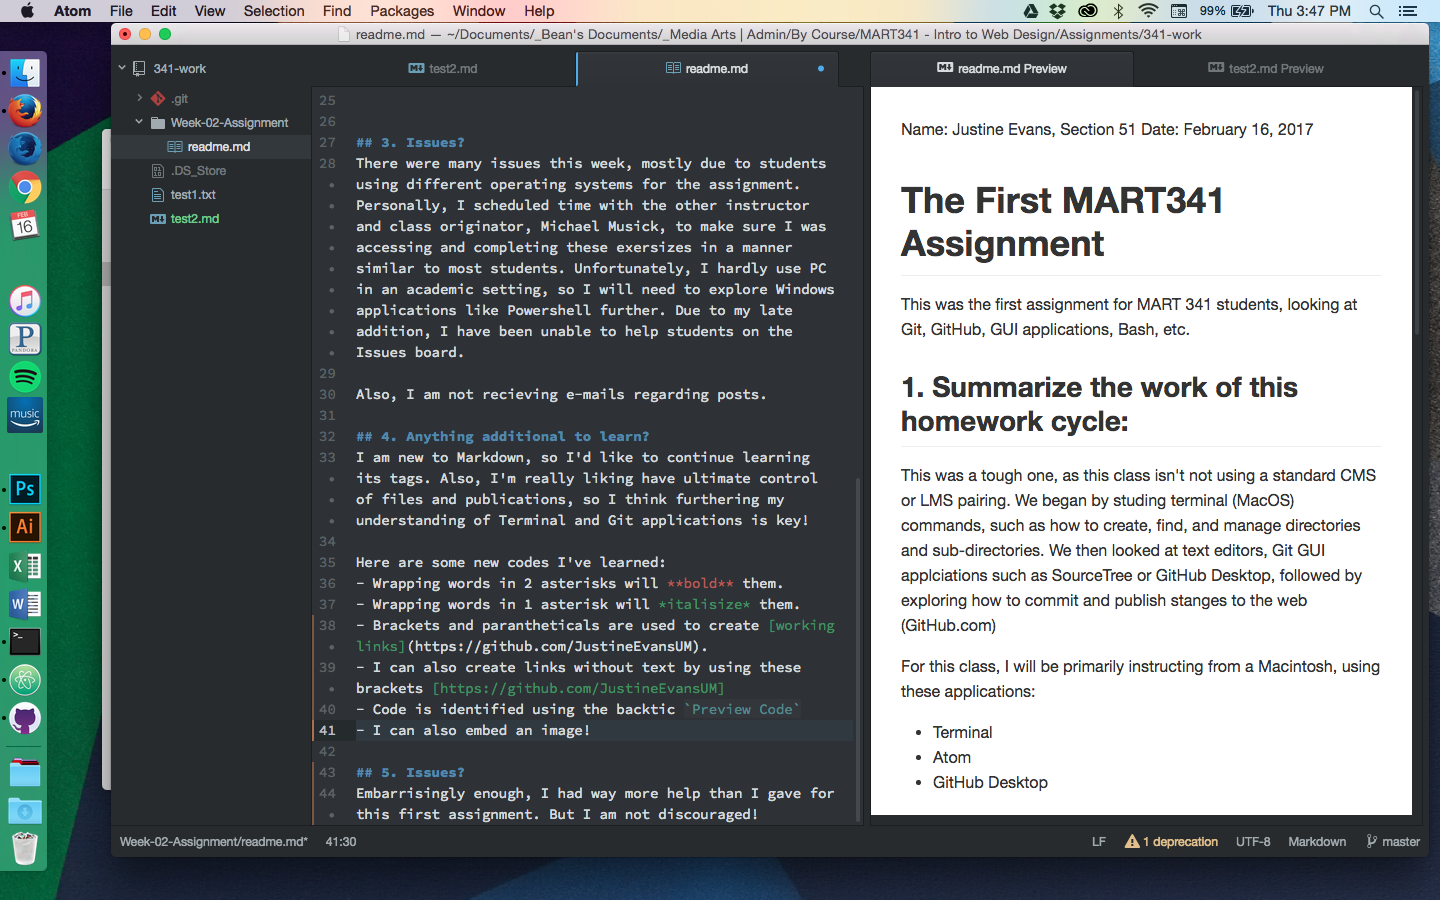 Atom File Edit View Selection Find Packages Window Help 99% Thu 3:47 PM
readme.md — ~/Documents/_Bean's Documents/_Media Arts | Admin/By Course/MART341 - Intro to Web Design/Assignments/341-work
341-work
.git
Week-02-Assignment
readme.md
.DS_Store
test1.txt
test2.md
test2.md
readme.md
25
26
27 ## 3. Issues?
28 There were many issues this week, mostly due to students
using different operating systems for the assignment.
Personally, I scheduled time with the other instructor
and class originator, Michael Musick, to make sure I was
accessing and completing these exersizes in a manner
similar to most students. Unfortunately, I hardly use PC
in an academic setting, so I will need to explore Windows
applications like Powershell further. Due to my late
addition, I have been unable to help students on the
Issues board.
29
30 Also, I am not recieving e-mails regarding posts.
31
32 ## 4. Anything additional to learn?
33 I am new to Markdown, so I'd like to continue learning
its tags. Also, I'm really liking have ultimate control
of files and publications, so I think furthering my
understanding of Terminal and Git applications is key!
34
35 Here are some new codes I've learned:
36 - Wrapping words in 2 asterisks will **bold** them.
37 - Wrapping words in 1 asterisk will *italisize* them.
38 - Brackets and parantheticals are used to create [working
links](https://github.com/JustineEvansUM).
39 - I can also create links without text by using these
brackets [https://github.com/JustineEvansUM]
40 - Code is identified using the backtic `Preview Code`
41 - I can also embed an image!
42
43 ## 5. Issues?
44 Embarrisingly enough, I had way more help than I gave for
this first assignment. But I am not discouraged!
readme.md Preview
test2.md Preview
Name: Justine Evans, Section 51 Date: February 16, 2017
The First MART341
Assignment
This was the first assignment for MART 341 students, looking at
Git, GitHub, GUI applications, Bash, etc.
1. Summarize the work of this
homework cycle:
This was a tough one, as this class isn't not using a standard CMS
or LMS pairing. We began by studing terminal (MacOS)
commands, such as how to create, find, and manage directories
and sub-directories. We then looked at text editors, Git GUI
applciations such as SourceTree or GitHub Desktop, followed by
exploring how to commit and publish stanges to the web
(GitHub.com)
For this class, I will be primarily instructing from a Macintosh, using
these applications:
• Terminal
• Atom
• GitHub Desktop
Week-02-Assignment/readme.md* 41:30 LF 1 deprecation UTF-8 Markdown master
FEB
16
PANDORA
music
Ps
Ai
X
W
>_